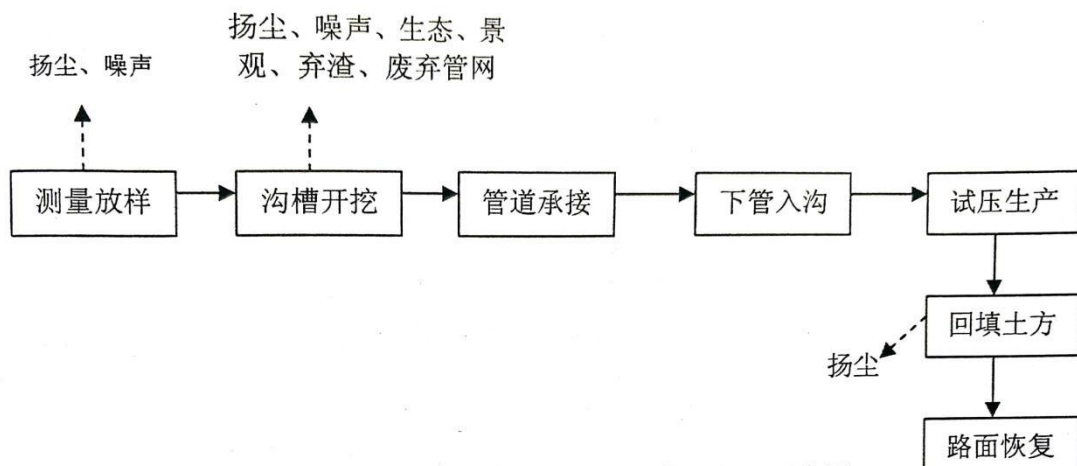 扬尘、噪声
扬尘、噪声、生态、景
观、弃渣、废弃管网
测量放样
沟槽开挖
管道承接
下管入沟
试压生产
回填土方
扬尘
路面恢复